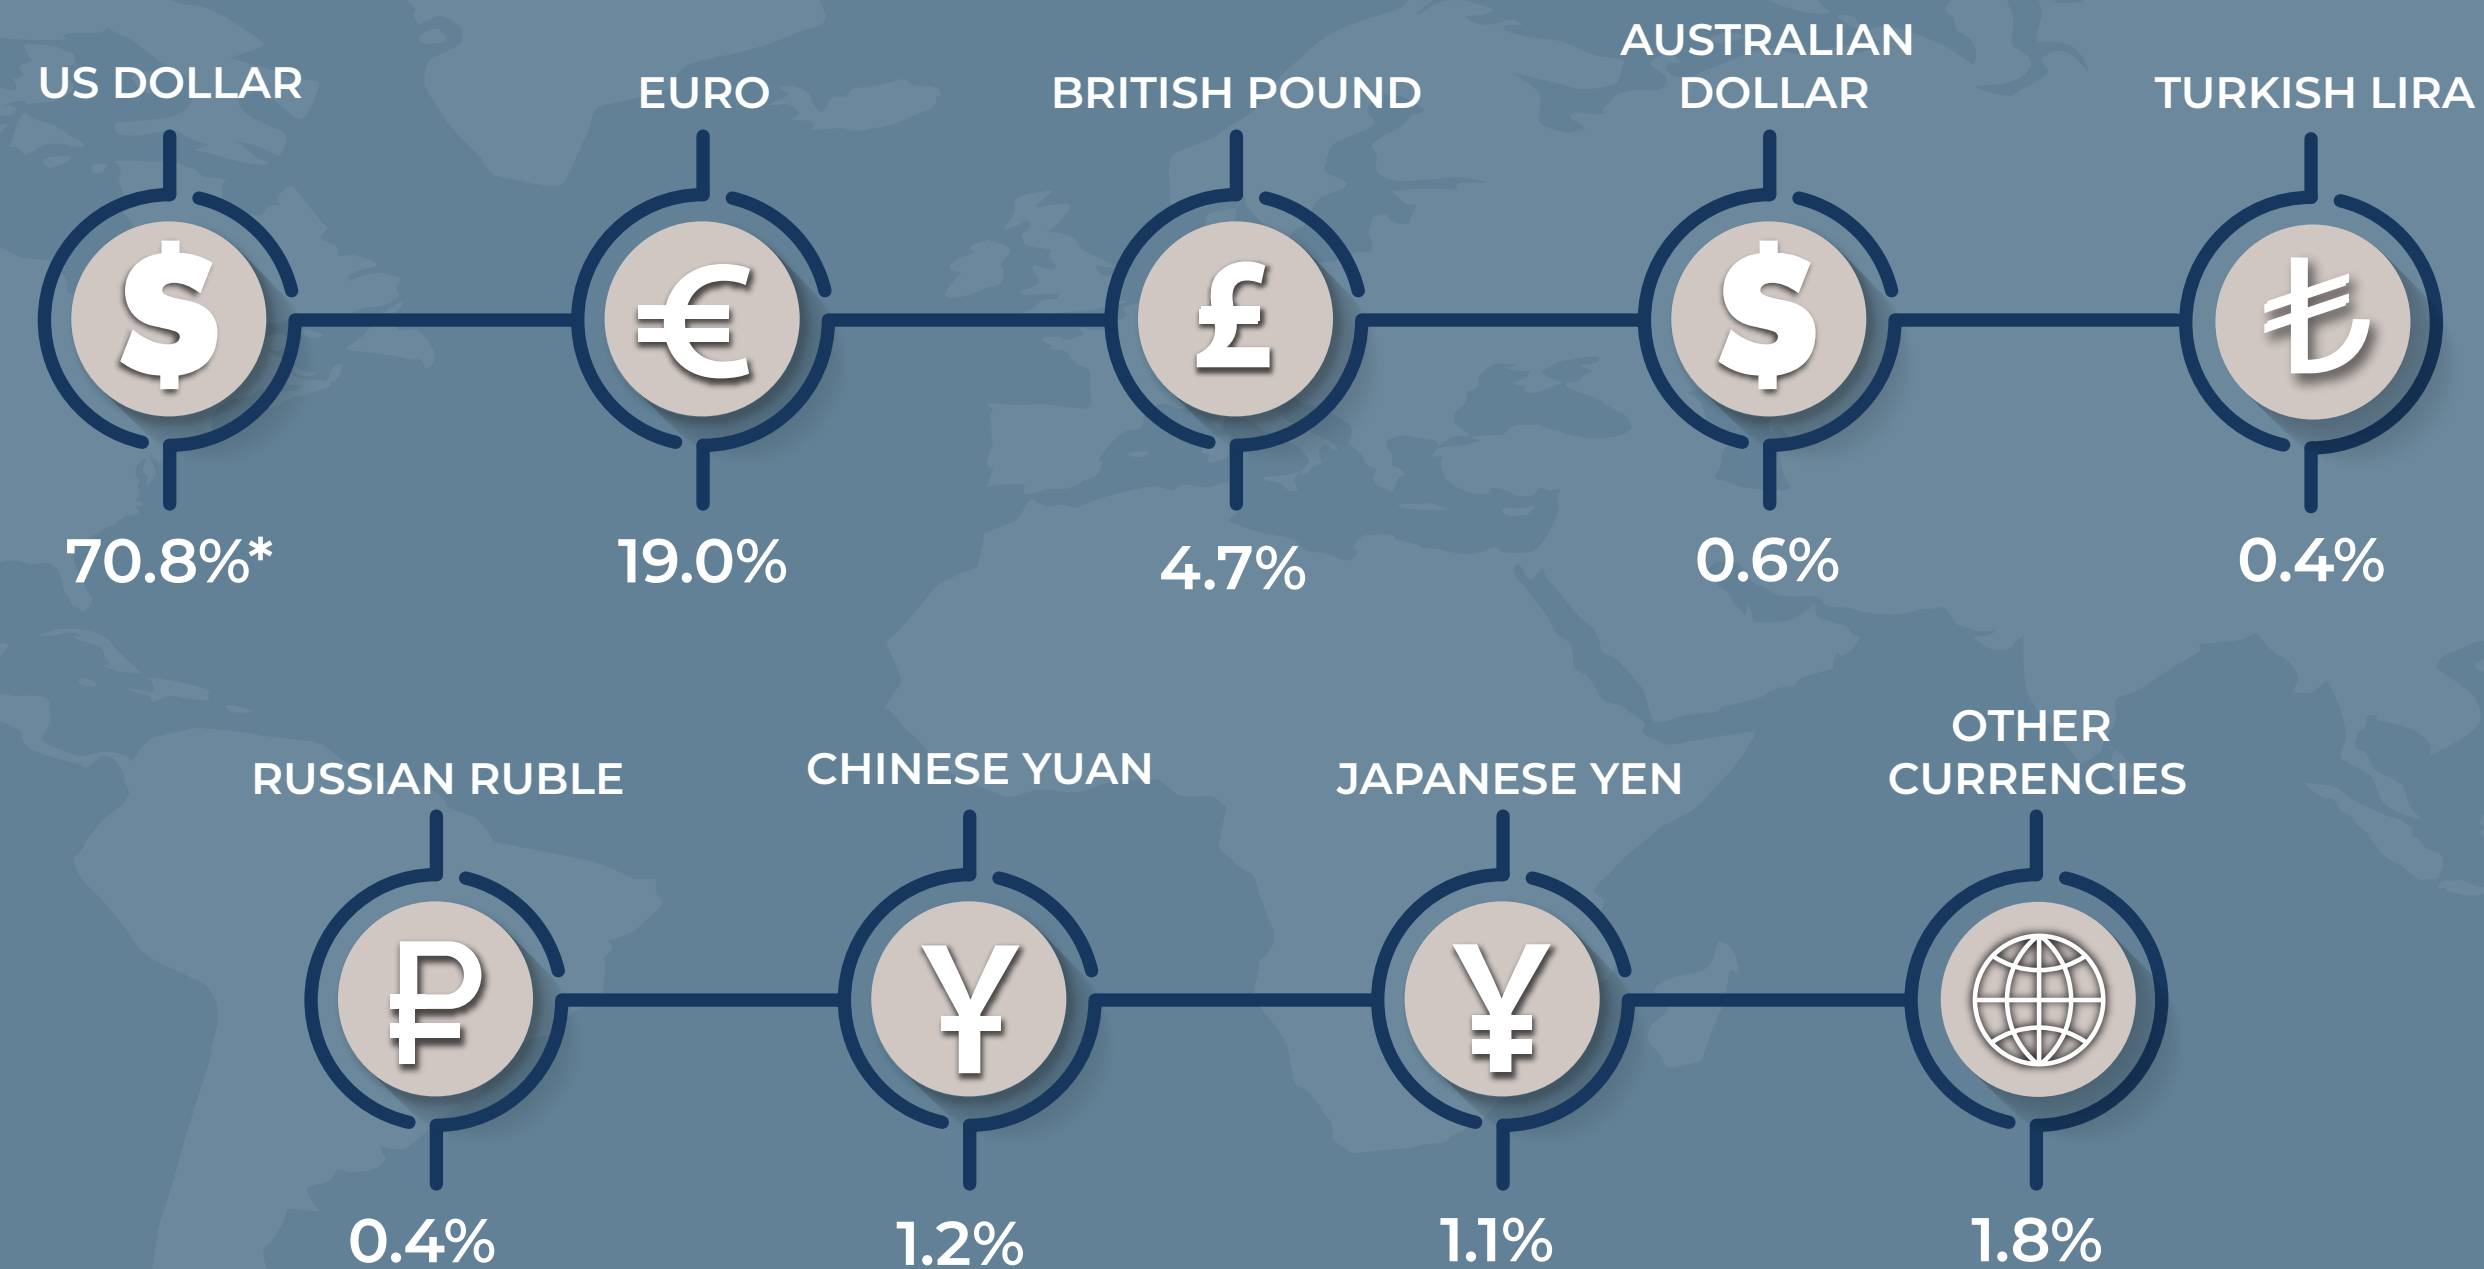 US DOLLAR
$
70.8%*
EURO
€
19.0%
BRITISH POUND
£
4.7%
AUSTRALIAN
DOLLAR
$
0.6%
TURKISH LIRA
₺
0.4%
RUSSIAN RUBLE
₽
0.4%
CHINESE YUAN
Ұ
1.2%
JAPANESE YEN
¥
1.1%
OTHER
CURRENCIES
1.8%